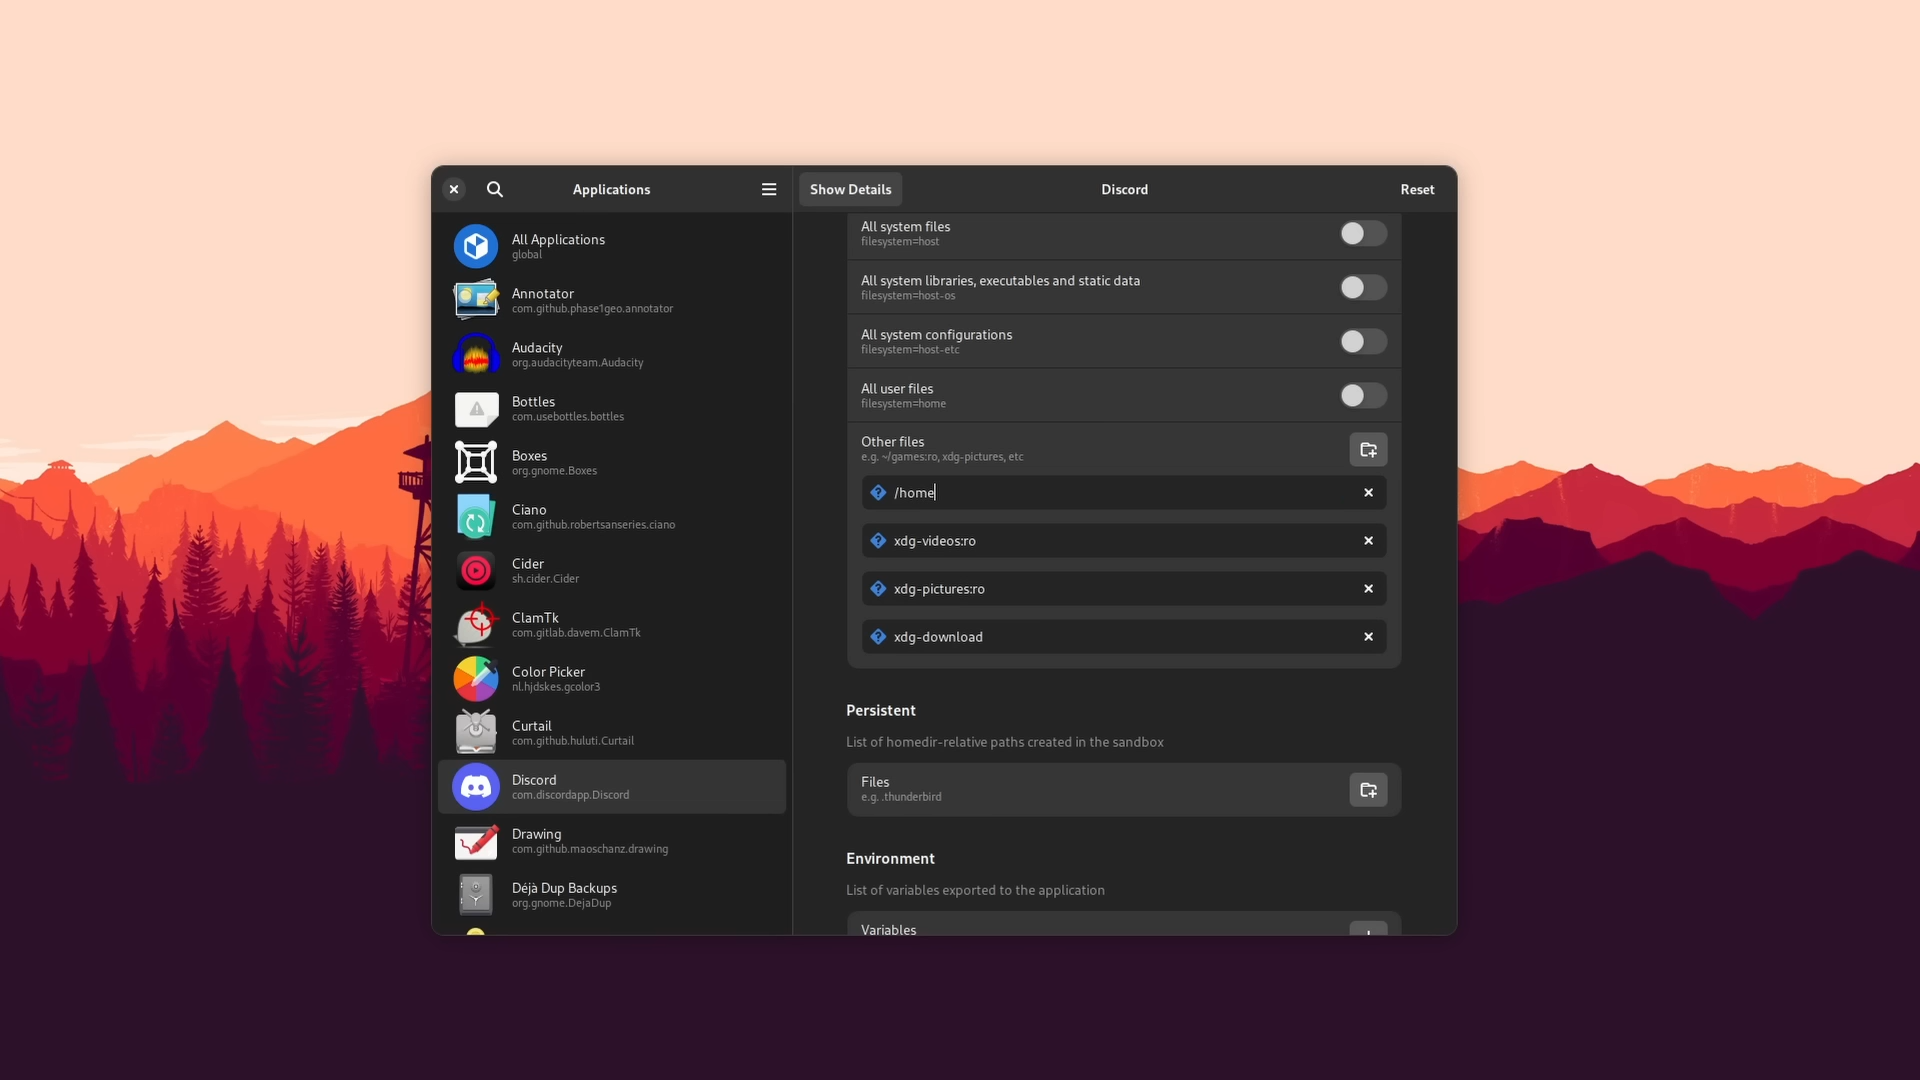 Applications
All Applications
global
Annotator
com.github.phase1geo.annotator
Audacity
org.audacityteam.Audacity
Bottles
com.usebottles.bottles
Boxes
org.gnome.Boxes
Ciano
com.github.robertsanseries.ciano
Cider
sh.cider.Cider
ClamTk
com.gitlab.davem.ClamTk
Color Picker
nl.hjdskes.gcolor3
Curtail
com.github.huluti.Curtail
Discord
com.discordapp.Discord
Drawing
com.github.maoschanz.drawing
Déjà Dup Backups
org.gnome.DejaDup
Show Details
Discord
Reset
All system files
filesystem=host
All system libraries, executables and static data
filesystem=host-os
All system configurations
filesystem=host-etc
All user files
filesystem=home
Other files
e.g. ~/games:ro, xdg-pictures, etc
/home
xdg-videos:ro
xdg-pictures:ro
xdg-download
Persistent
List of homedir-relative paths created in the sandbox
Files
e.g. .thunderbird
Environment
List of variables exported to the application
Variables